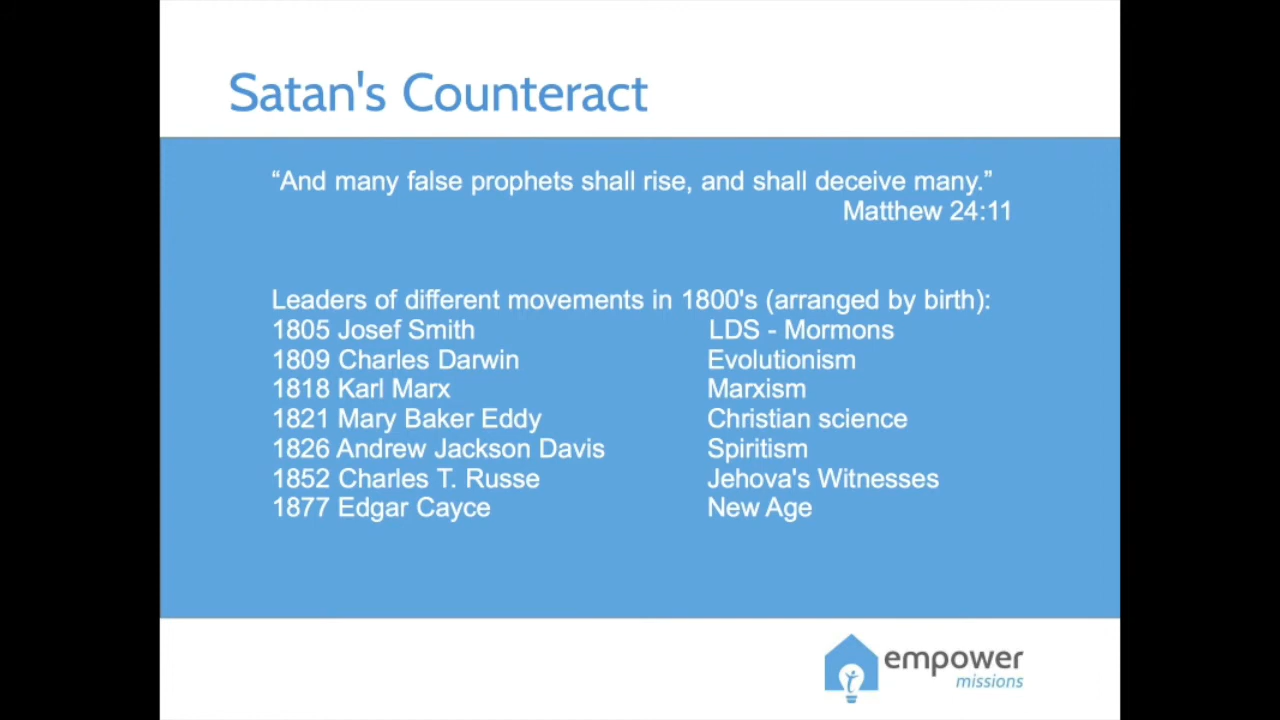 Satan's Counteract
“And many false prophets shall rise, and shall deceive many.”
Matthew 24:11
Leaders of different movements in 1800's (arranged by birth):
1805 Josef Smith LDS - Mormons
1809 Charles Darwin Evolutionism
1818 Karl Marx Marxism
1821 Mary Baker Eddy Christian science
1826 Andrew Jackson Davis Spiritism
1852 Charles T. Russe Jehova's Witnesses
1877 Edgar Cayce New Age
empower
missions